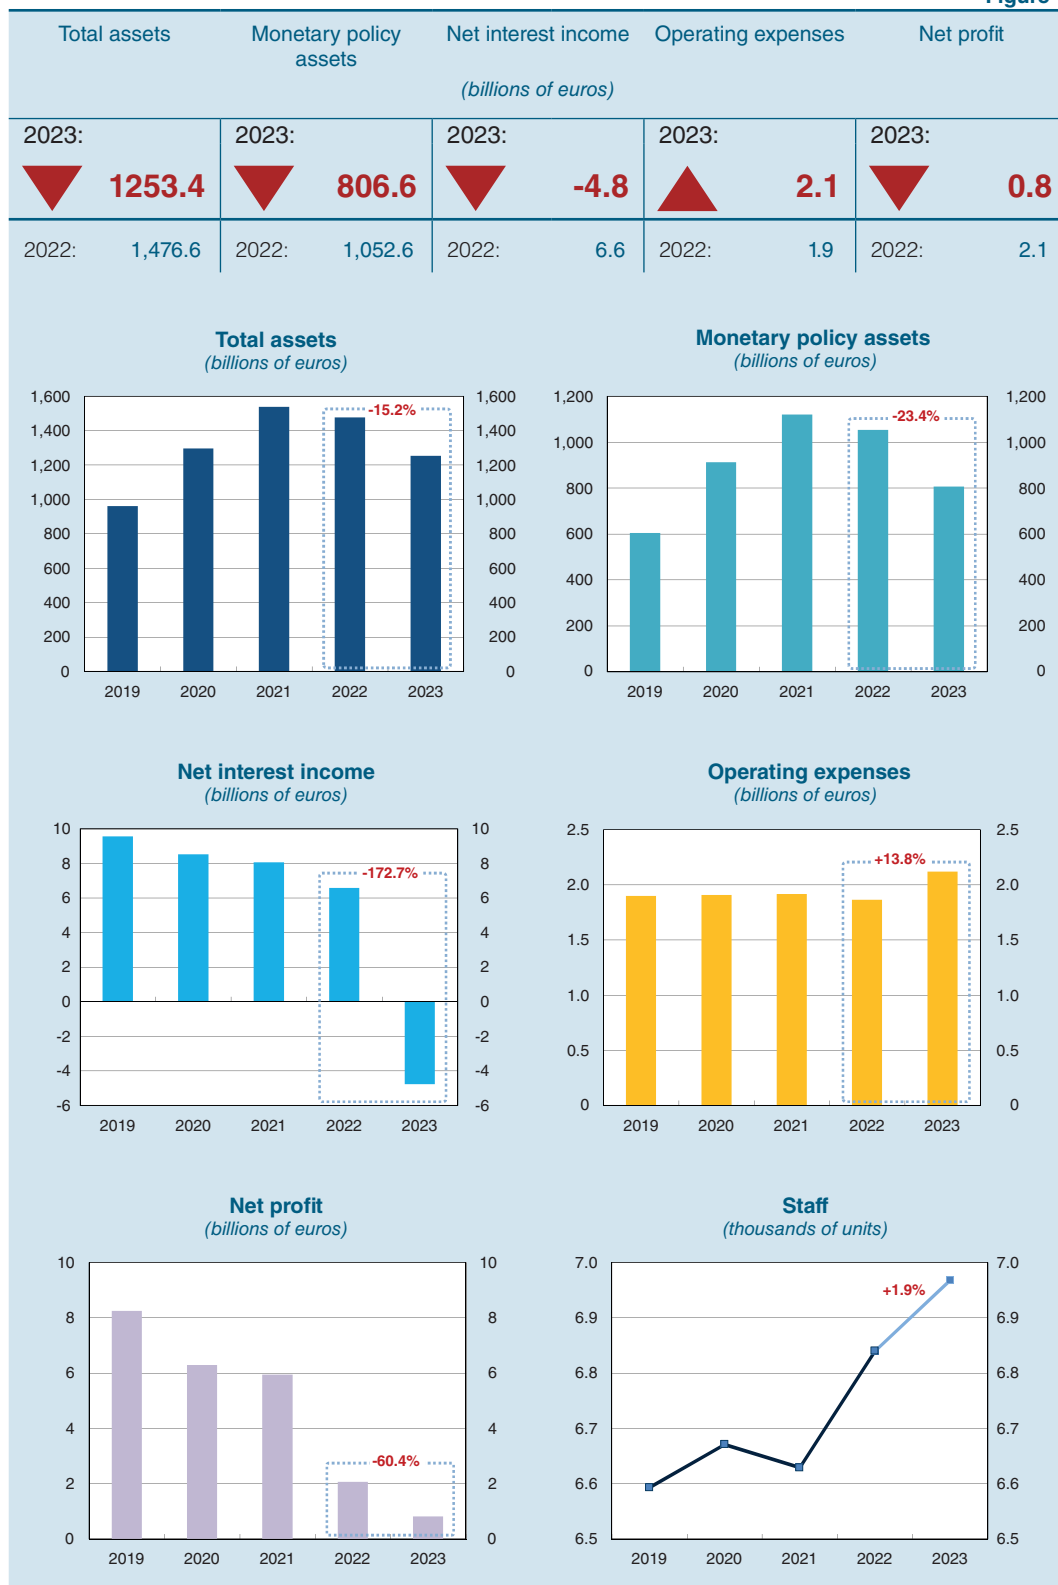 Figure
Total assets
Monetary policy
assets
Net interest income
Operating expenses
Net profit
(billions of euros)
2023: 2023: 2023: 2023: 2023:
1253.4 806.6 -4.8 2.1 0.8
2022: 1,476.6 2022: 1,052.6 2022: 6.6 2022: 1.9 2022: 2.1
Total assets
(billions of euros)
1,600 1,600
-15.2%
1,400 1,400
1,200 1,200
1,000 1,000
800 800
600 600
400 400
200 200
0 0
2019 2020 2021 2022 2023
Monetary policy assets
(billions of euros)
1,200 1,200
-23.4%
1,000 1,000
800 800
600 600
400 400
200 200
0 0
2019 2020 2021 2022 2023
Net interest income
(billions of euros)
10 10
8 8
-172.7%
6 6
4 4
2 2
0 0
-2 -2
-4 -4
-6 -6
2019 2020 2021 2022 2023
Operating expenses
(billions of euros)
2.5 2.5
+13.8%
2.0 2.0
1.5 1.5
1.0 1.0
0.5 0.5
0 0
2019 2020 2021 2022 2023
Net profit
(billions of euros)
10 10
8 8
6 6
4 4
-60.4%
2 2
0 0
2019 2020 2021 2022 2023
Staff
(thousands of units)
7.0 7.0
+1.9%
6.9 6.9
6.8 6.8
6.7 6.7
6.6 6.6
6.5 6.5
2019 2020 2021 2022 2023